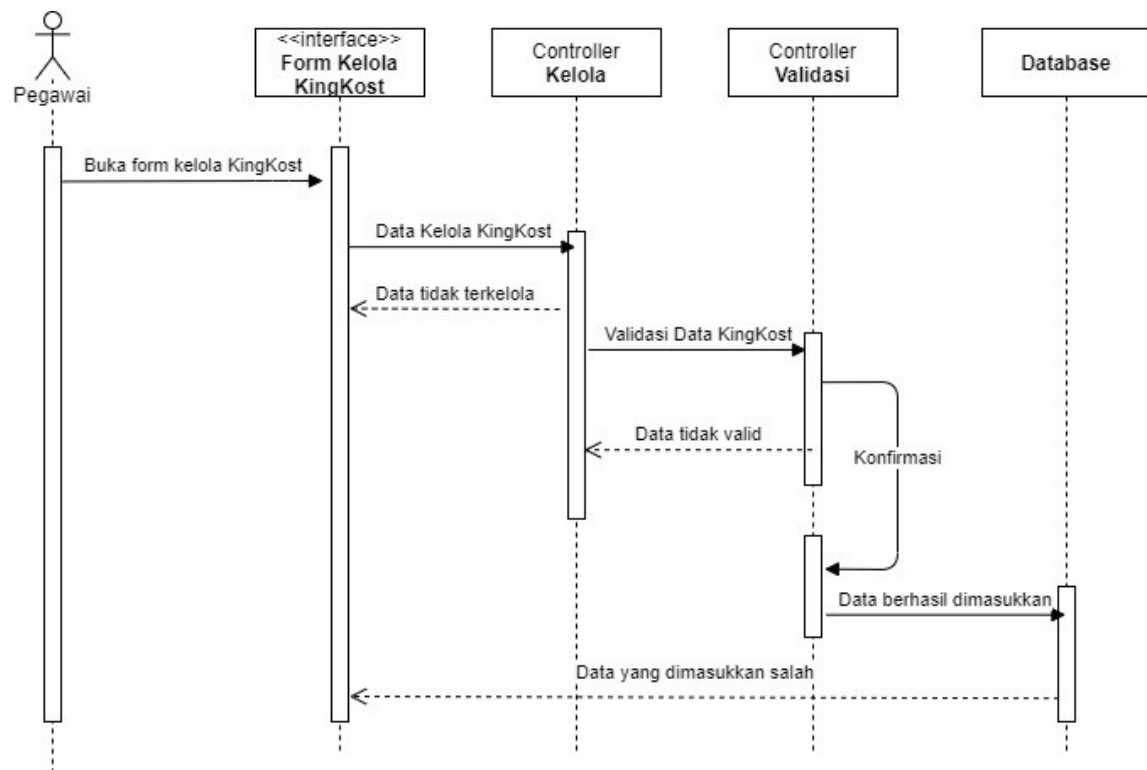 Pegawai
<<interface>>
Form Kelola
KingKost
Controller
Kelola
Controller
Validasi
Database
Buka form kelola KingKost
Data Kelola KingKost
Data tidak terkelola
Validasi Data KingKost
Data tidak valid
Konfirmasi
Data berhasil dimasukkan
Data yang dimasukkan salah